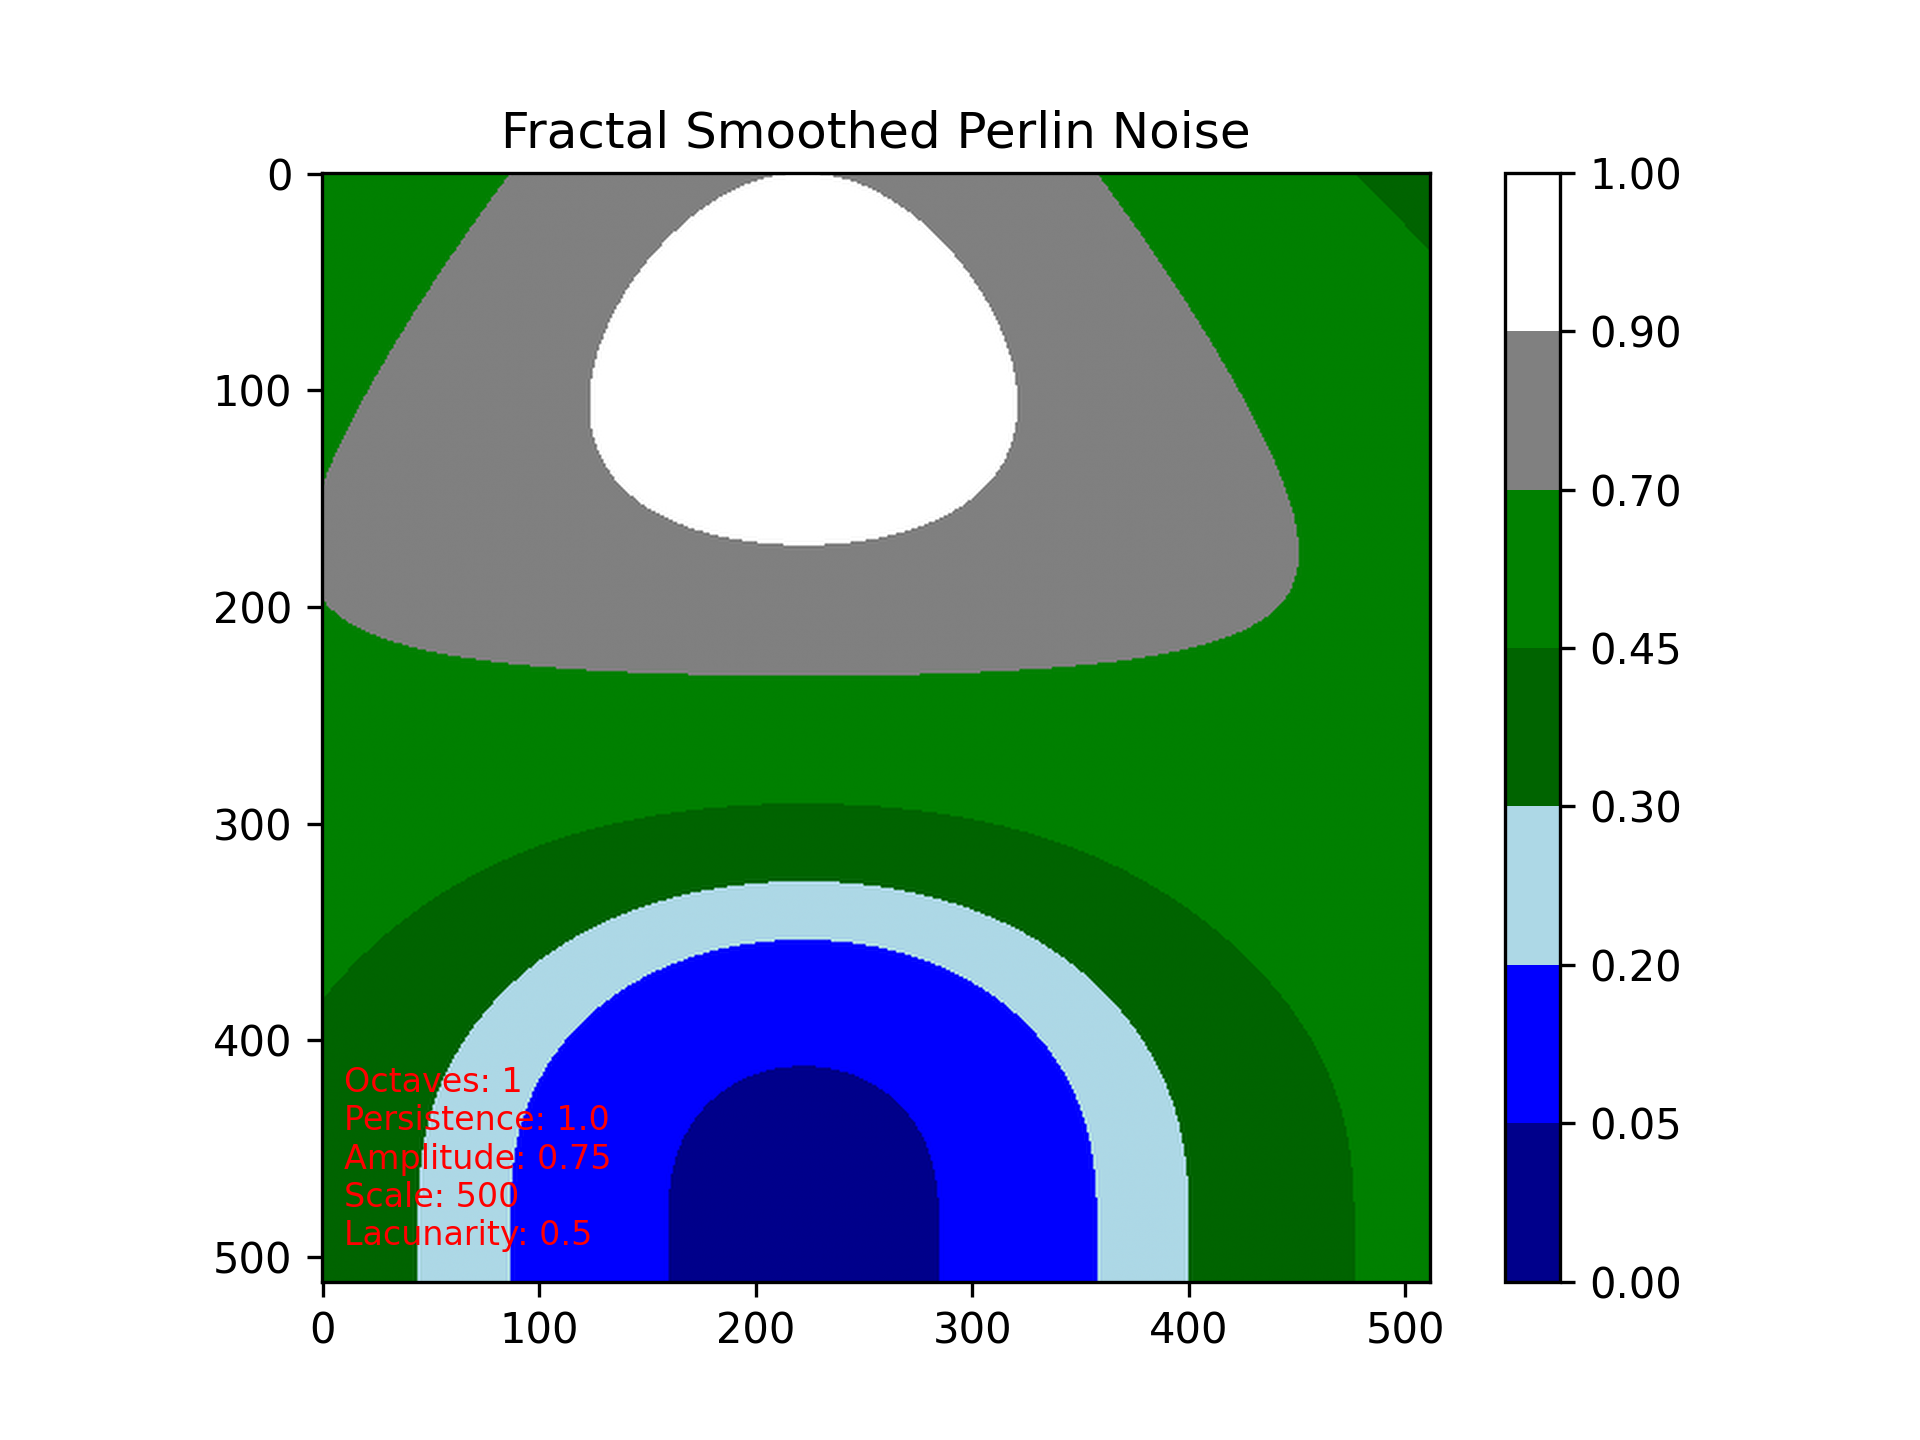 Fractal Smoothed Perlin Noise
0
100
200
300
400
500
Octaves: 1
Persistence: 1.0
Amplitude: 0.75
Scale: 500
Lacunarity: 0.5
0 100 200 300 400 500
1.00
0.90
0.70
0.45
0.30
0.20
0.05
0.00